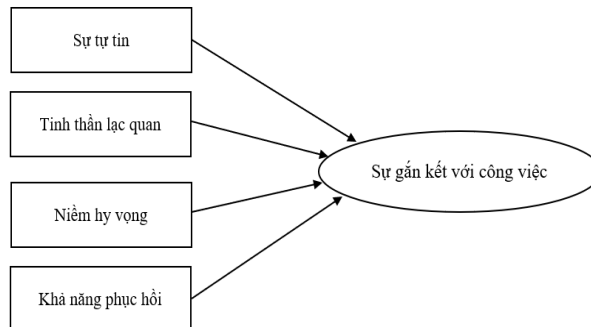 Sự tự tin
Tinh thần lạc quan
Sự gắn kết với công việc
Niềm hy vọng
Khả năng phục hồi